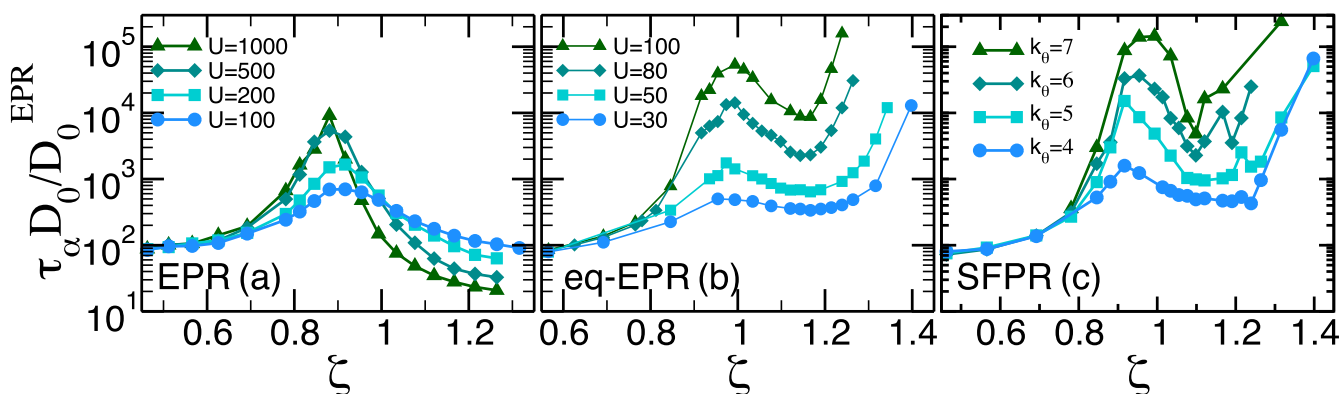 τ_α D_0/D_0^EPR
10^5
10^4
10^3
10^2
10^1
U=1000
U=500
U=200
U=100
EPR (a)
0.6 0.8 1 1.2
ζ
U=100
U=80
U=50
U=30
eq-EPR (b)
0.6 0.8 1 1.2 1.4
ζ
k_θ=7
k_θ=6
k_θ=5
k_θ=4
SFPR (c)
0.6 0.8 1 1.2 1.4
ζ